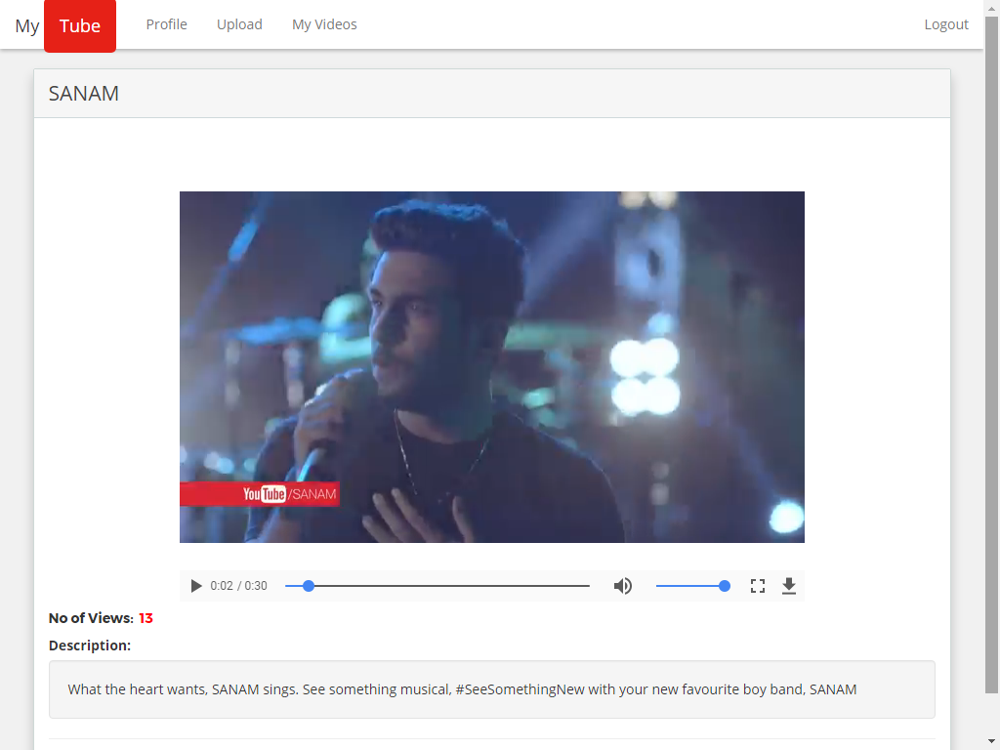 My Tube Profile Upload My Videos Logout
SANAM
YouTube /SANAM
0:02 / 0:30
No of Views: 13
Description:
What the heart wants, SANAM sings. See something musical, #SeeSomethingNew with your new favourite boy band, SANAM